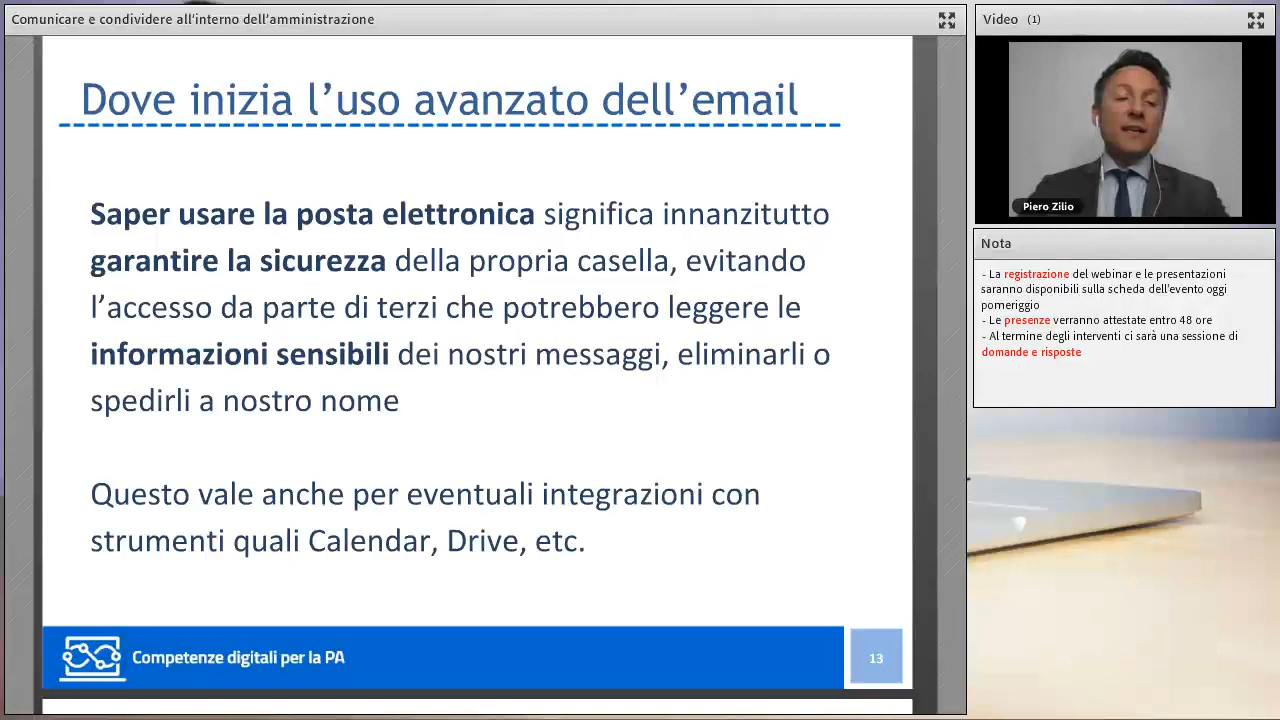 Comunicare e condividere all'interno dell'amministrazione
Dove inizia l'uso avanzato dell'email
Saper usare la posta elettronica significa innanzitutto
garantire la sicurezza della propria casella, evitando
l'accesso da parte di terzi che potrebbero leggere le
informazioni sensibili dei nostri messaggi, eliminarli o
spedirli a nostro nome
Questo vale anche per eventuali integrazioni con
strumenti quali Calendar, Drive, etc.
Competenze digitali per la PA
13
Video (1)
Piero Zilio
Nota
- La registrazione del webinar e le presentazioni
saranno disponibili sulla scheda dell'evento oggi
pomeriggio
- Le presenze verranno attestate entro 48 ore
- Al termine degli interventi ci sarà una sessione di
domande e risposte